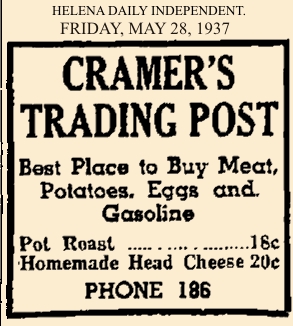 HELENA DAILY INDEPENDENT.
FRIDAY, MAY 28, 1937
CRAMER'S
TRADING POST
Best Place to Buy Meat,
Potatoes. Eggs and.
Gasoline
Pot Roast ..... . .... . .........18c
Homemade Head Cheese 20c
PHONE 186